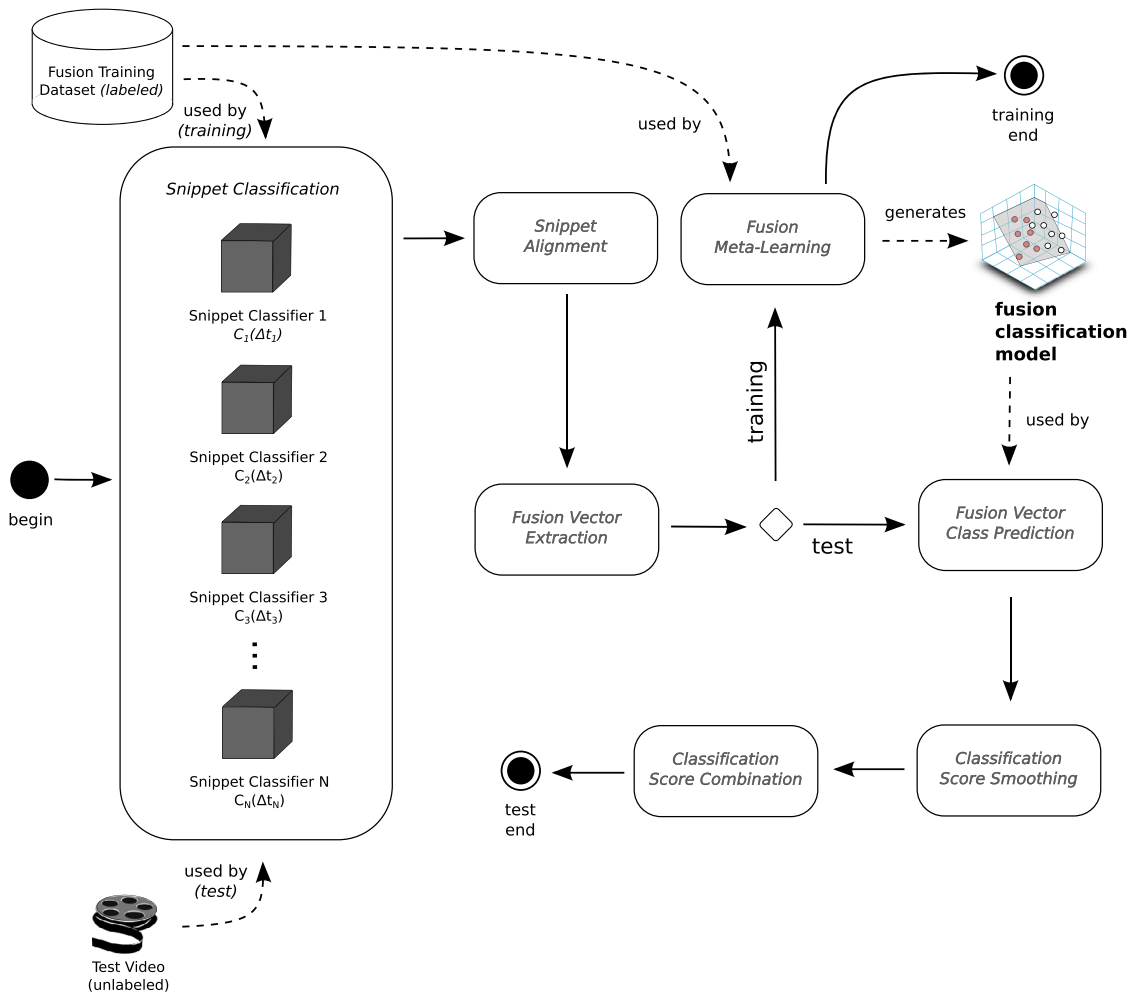 Fusion Training
Dataset (labeled)
used by
(training)
used by
training
end
Snippet Classification
Snippet
Alignment
Fusion
Meta-Learning
generates
fusion
classification
model
Snippet Classifier 1
C₁(Δt₁)
Snippet Classifier 2
C₂(Δt₂)
Snippet Classifier 3
C₃(Δt₃)
Snippet Classifier N
C_N(Δt_N)
begin
training
used by
Fusion Vector
Extraction
test
Fusion Vector
Class Prediction
Classification
Score Smoothing
Classification
Score Combination
test
end
used by
(test)
Test Video
(unlabeled)